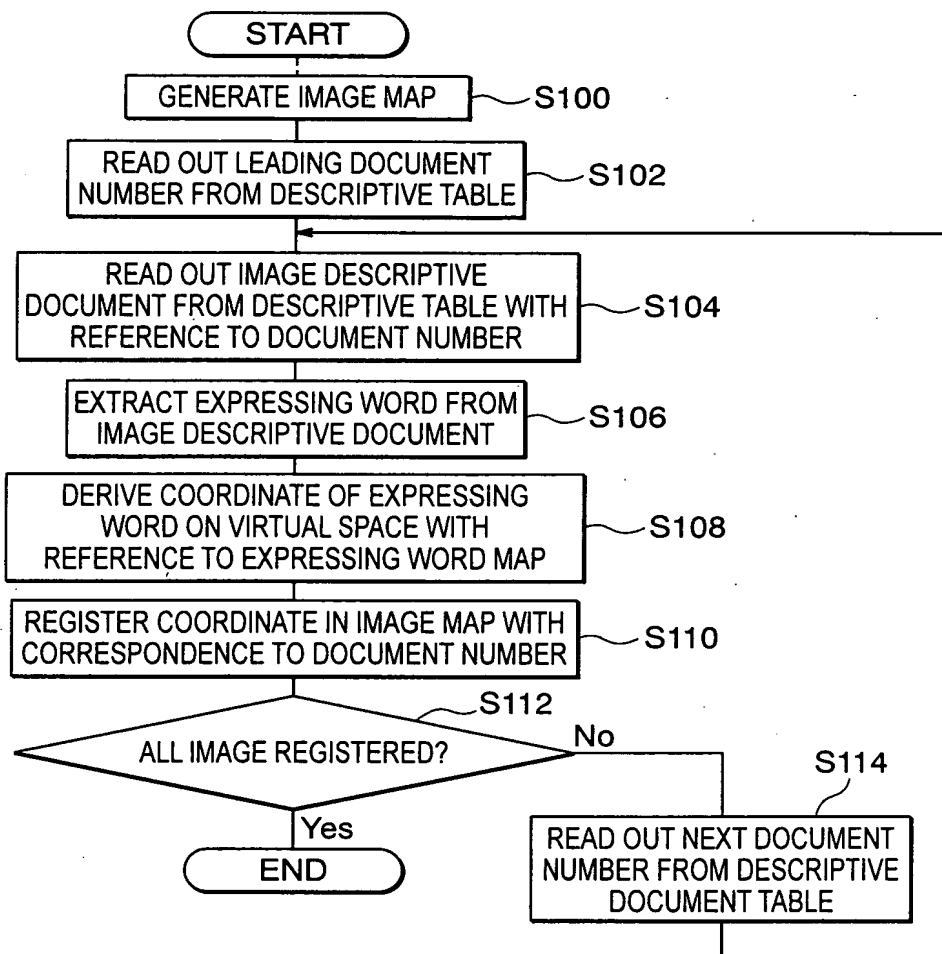 START
GENERATE IMAGE MAP
S100
READ OUT LEADING DOCUMENT
NUMBER FROM DESCRIPTIVE TABLE
S102
READ OUT IMAGE DESCRIPTIVE
DOCUMENT FROM DESCRIPTIVE TABLE WITH
REFERENCE TO DOCUMENT NUMBER
S104
EXTRACT EXPRESSING WORD FROM
IMAGE DESCRIPTIVE DOCUMENT
S106
DERIVE COORDINATE OF EXPRESSING
WORD ON VIRTUAL SPACE WITH
REFERENCE TO EXPRESSING WORD MAP
S108
REGISTER COORDINATE IN IMAGE MAP WITH
CORRESPONDENCE TO DOCUMENT NUMBER
S110
S112
ALL IMAGE REGISTERED?
No
Yes
END
S114
READ OUT NEXT DOCUMENT
NUMBER FROM DESCRIPTIVE
DOCUMENT TABLE